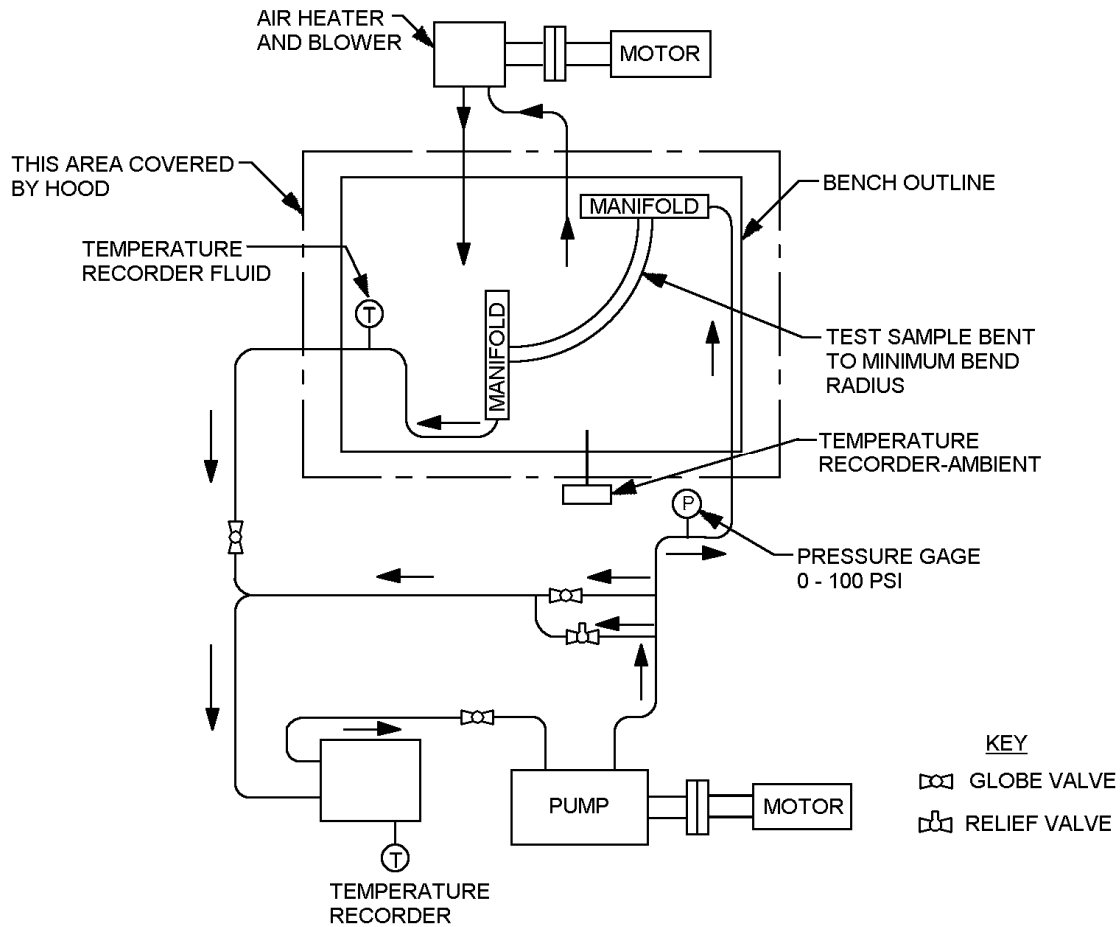 AIR HEATER
AND BLOWER
MOTOR
THIS AREA COVERED
BY HOOD
BENCH OUTLINE
MANIFOLD
TEMPERATURE
RECORDER FLUID
T
MANIFOLD
TEST SAMPLE BENT
TO MINIMUM BEND
RADIUS
TEMPERATURE
RECORDER-AMBIENT
P
PRESSURE GAGE
0 - 100 PSI
KEY
GLOBE VALVE
RELIEF VALVE
PUMP
MOTOR
T
TEMPERATURE
RECORDER